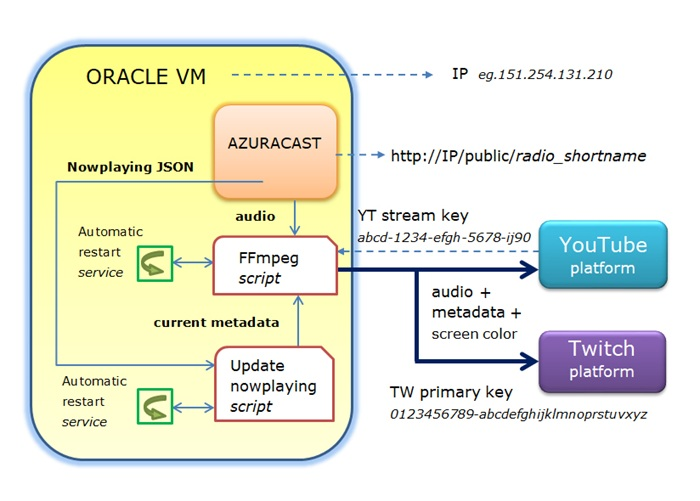 ORACLE VM
IP eg.151.254.131.210
AZURACAST
http://IP/public/radio_shortname
Nowplaying JSON
audio
YT stream key
abcd-1234-efgh-5678-ij90
YouTube
platform
Automatic
restart
service
FFmpeg
script
audio +
metadata +
screen color
current metadata
Twitch
platform
Update
nowplaying
script
Automatic
restart
service
TW primary key
0123456789-abcdefghijklmnoprstuvxyz